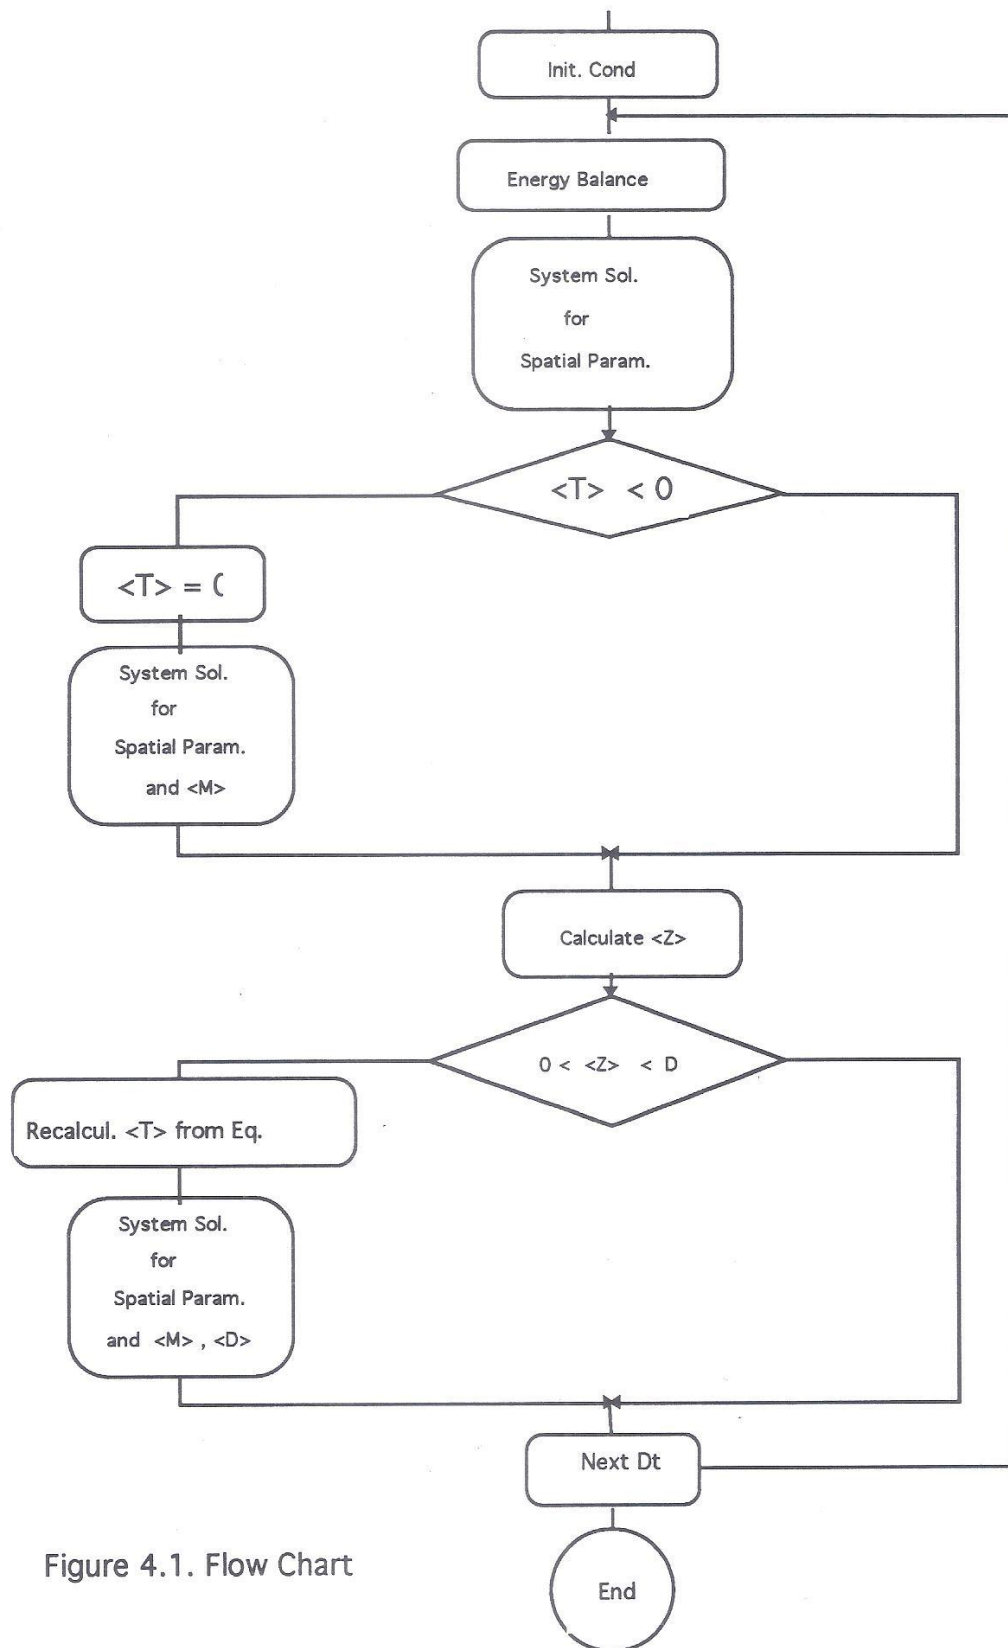 Init. Cond
Energy Balance
System Sol.
for
Spatial Param.
<T> < 0
<T> = (
System Sol.
for
Spatial Param.
and <M>
Calculate <Z>
0 < <Z> < D
Recalcul. <T> from Eq.
System Sol.
for
Spatial Param.
and <M> , <D>
Next Dt
End
Figure 4.1. Flow Chart